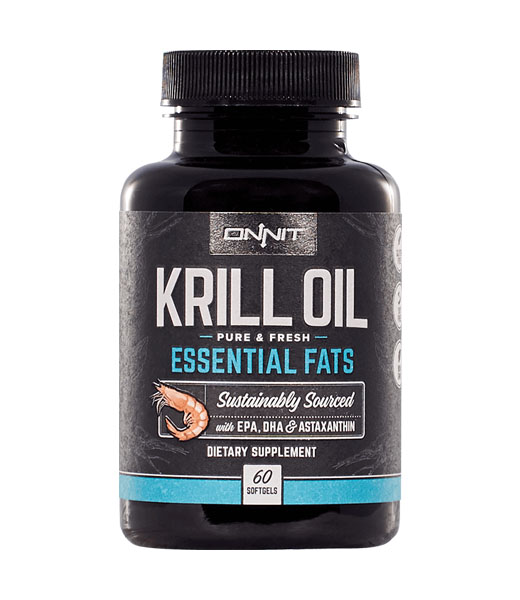 ONNIT
KRILL OIL
PURE & FRESH
ESSENTIAL FATS
Sustainably Sourced
with EPA, DHA & ASTAXANTHIN
DIETARY SUPPLEMENT
60
SOFTGELS